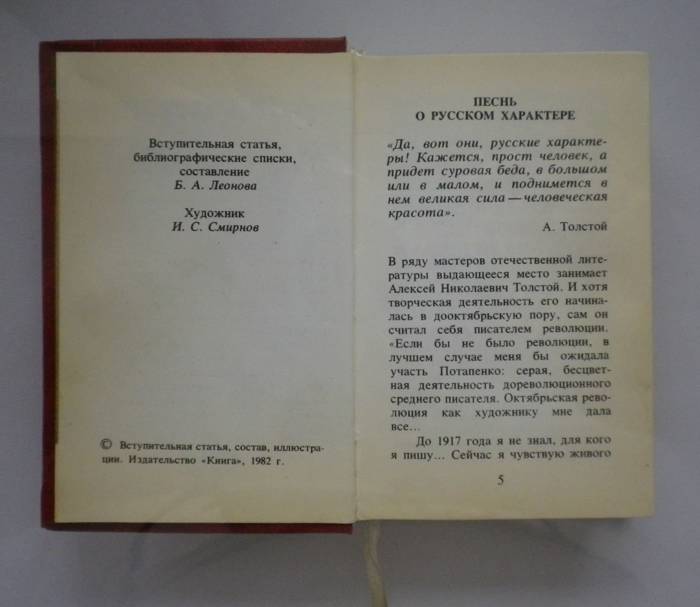 Вступительная статья,
библиографические списки,
составление
Б. А. Леонова
Художник
И. С. Смирнов
© Вступительная статья, состав, иллюстра-
ции. Издательство «Книга», 1982 г.
ПЕСНЬ
О РУССКОМ ХАРАКТЕРЕ
«Да, вот они, русские характе-
ры! Кажется, прост человек, а
придет суровая беда, в большом
или в малом, и поднимется в
нем великая сила — человеческая
красота».
А. Толстой
В ряду мастеров отечественной лите-
ратуры выдающееся место занимает
Алексей Николаевич Толстой. И хотя
творческая деятельность его начина-
лась в дооктябрьскую пору, сам он
считал себя писателем революции.
«Если бы не было революции, в
лучшем случае меня бы ожидала
участь Потапенко: серая, бесцвет-
ная деятельность дореволюционного
среднего писателя. Октябрьская рево-
люция как художнику мне дала
все...
До 1917 года я не знал, для кого
я пишу... Сейчас я чувствую живого
5